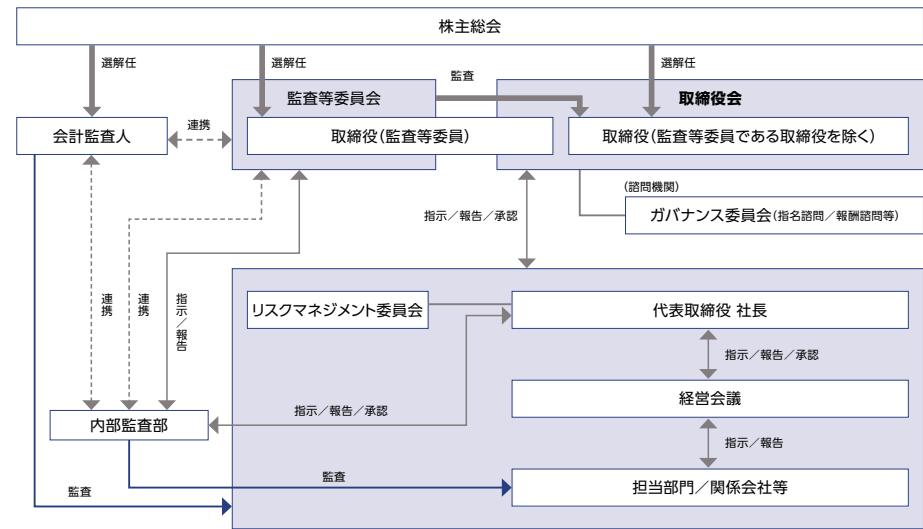 株主総会
選解任
選解任
選解任
監査
監査等委員会
取締役会
会計監査人
連携
取締役（監査等委員）
取締役（監査等委員である取締役を除く）
（諮問機関）
ガバナンス委員会（指名諮問／報酬諮問等）
指示／報告／承認
連携
連携
指示／報告
リスクマネジメント委員会
代表取締役 社長
指示／報告／承認
経営会議
指示／報告／承認
内部監査部
指示／報告
監査
担当部門／関係会社等
監査